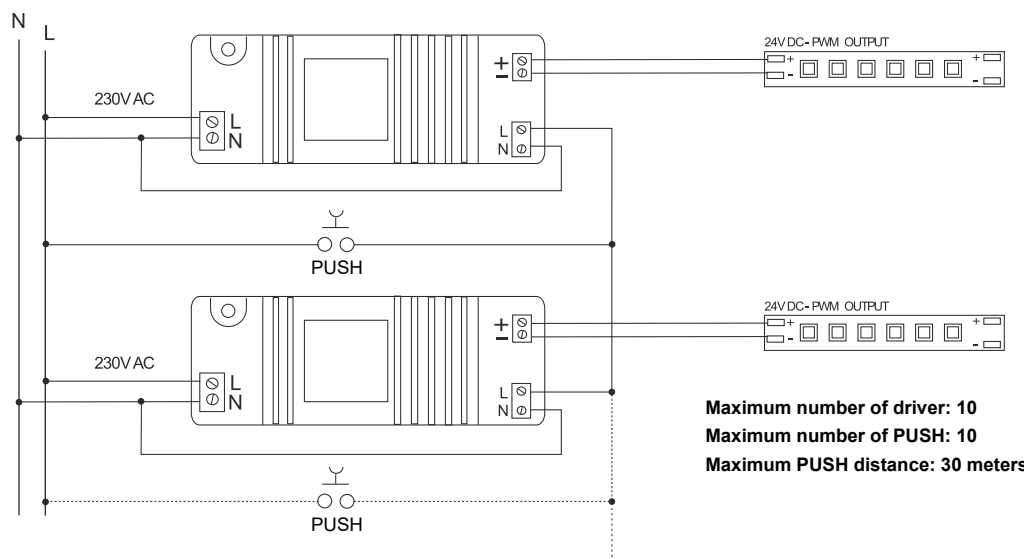 N
L
230V AC
L
N
+
-
L
N
24V DC - PWM OUTPUT
+
-
+
-
PUSH
230V AC
L
N
+
-
L
N
24V DC - PWM OUTPUT
+
-
+
-
Maximum number of driver: 10
Maximum number of PUSH: 10
Maximum PUSH distance: 30 meters
PUSH